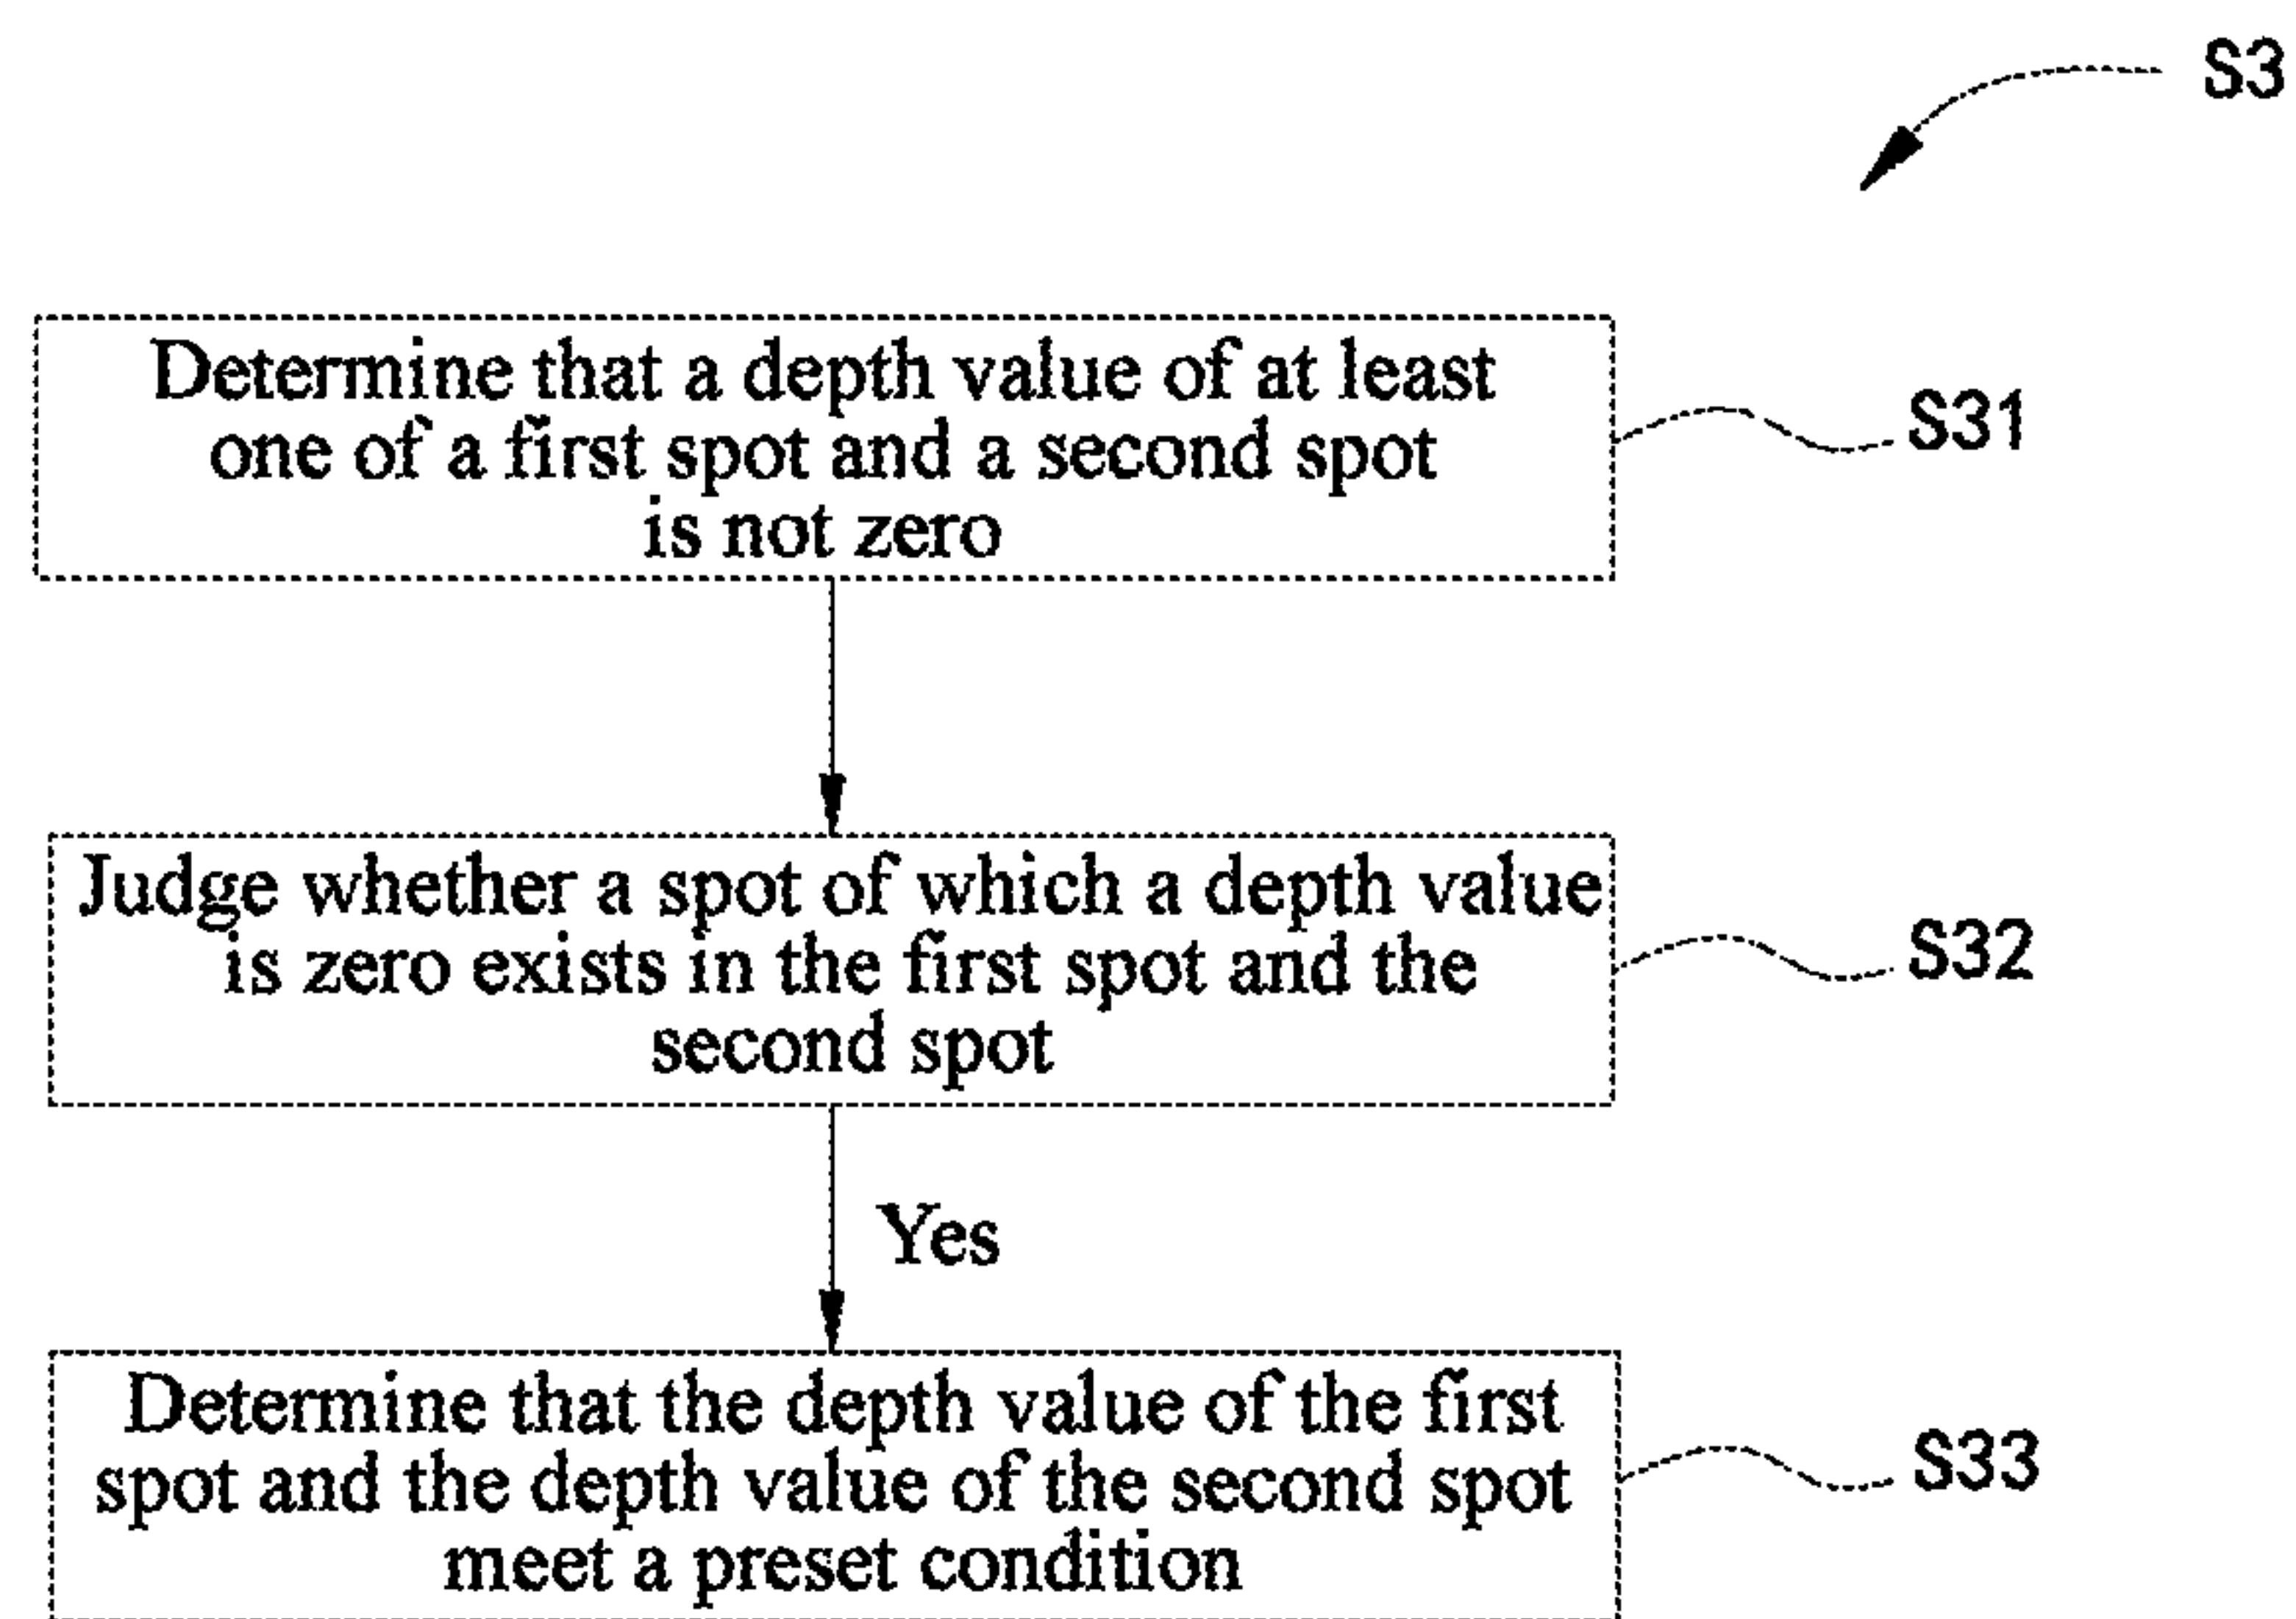 S3
Determine that a depth value of at least
one of a first spot and a second spot
is not zero
S31
Judge whether a spot of which a depth value
is zero exists in the first spot and the
second spot
S32
Yes
Determine that the depth value of the first
spot and the depth value of the second spot
meet a preset condition
S33